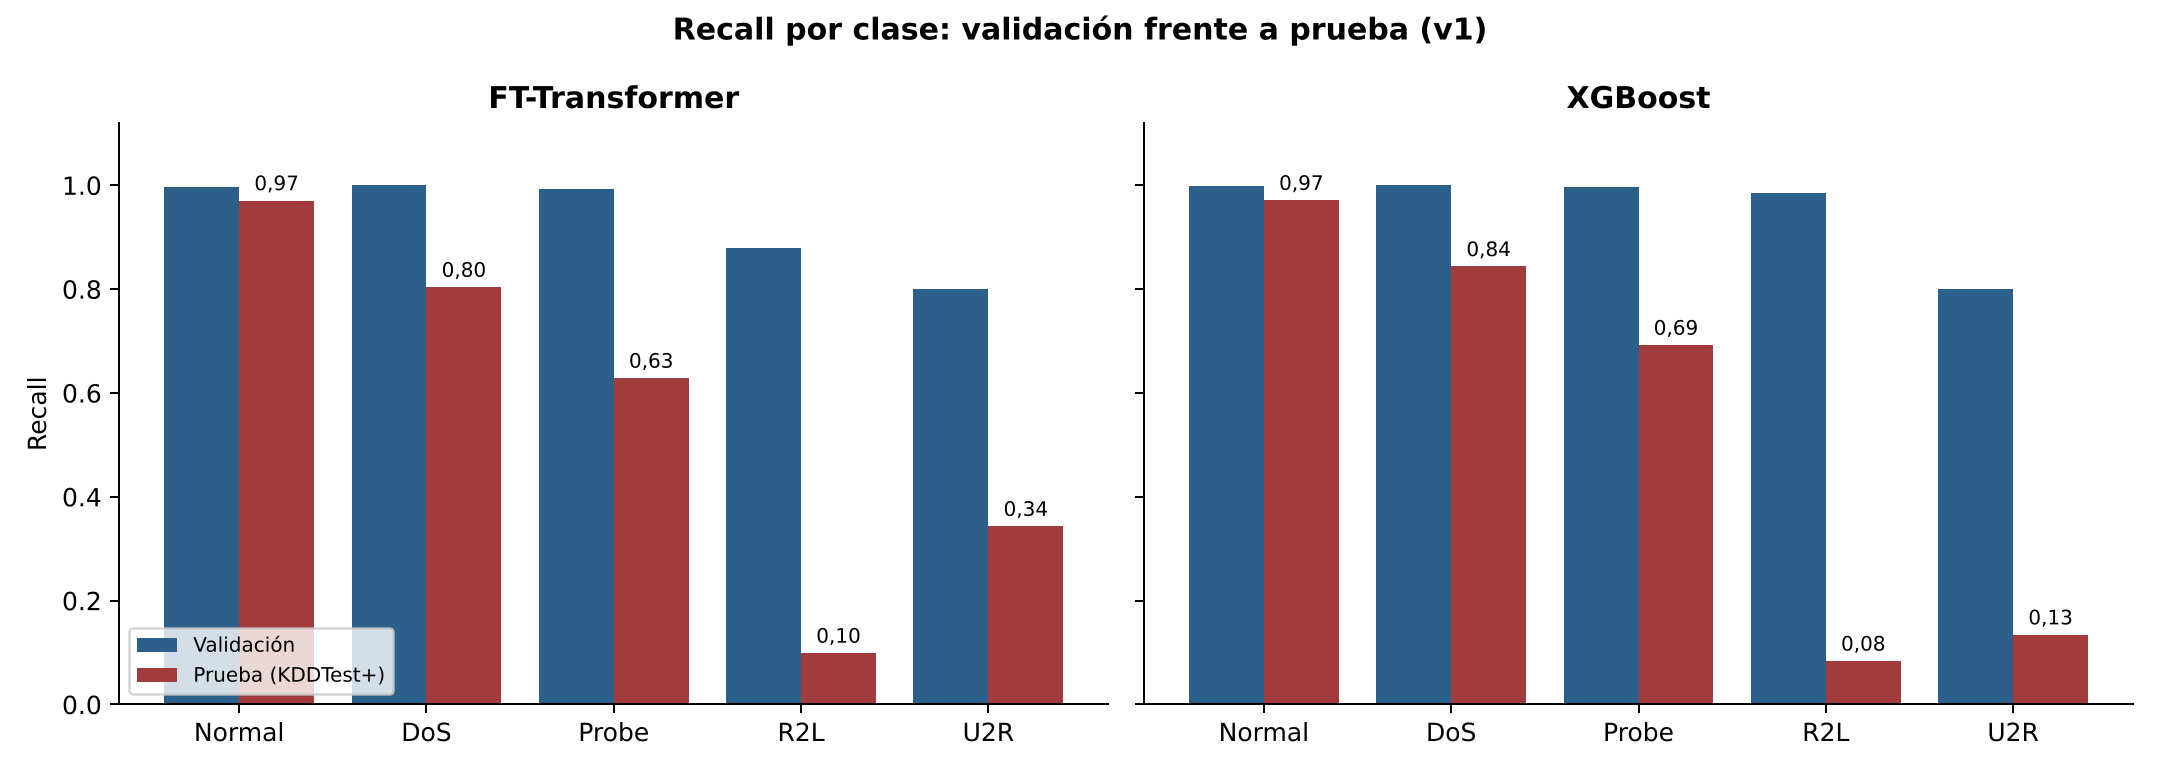 Recall por clase: validación frente a prueba (v1)
FT-Transformer
Recall
1.0
0.8
0.6
0.4
0.2
0.0
0,97
0,80
0,63
0,10
0,34
Validación
Prueba (KDDTest+)
Normal DoS Probe R2L U2R
XGBoost
0,97
0,84
0,69
0,08
0,13
Normal DoS Probe R2L U2R